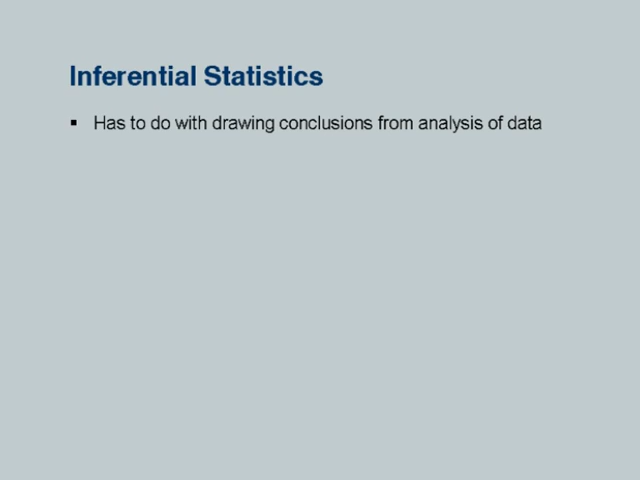 Inferential Statistics
▪ Has to do with drawing conclusions from analysis of data